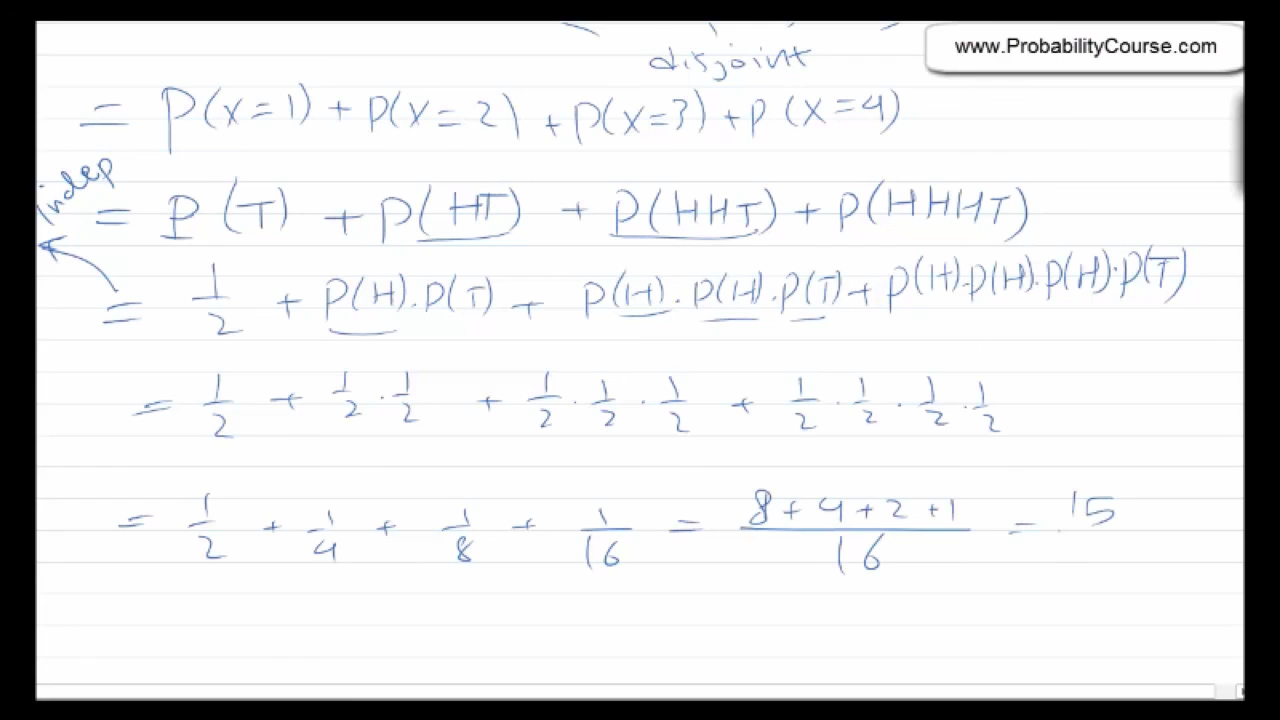 www.ProbabilityCourse.com
disjoint
= P(X=1) + P(X=2) + P(X=3) + P(X=4)
indep
= P(T) + P(HT) + P(HHT) + P(HHHT)
= 1/2 + P(H).P(T) + P(H).P(H).P(T) + P(H).P(H).P(H).P(T)
= 1/2 + 1/2 . 1/2 + 1/2 . 1/2 . 1/2 + 1/2 . 1/2 . 1/2 . 1/2
= 1/2 + 1/4 + 1/8 + 1/16 = 8+4+2+1/16 = 15